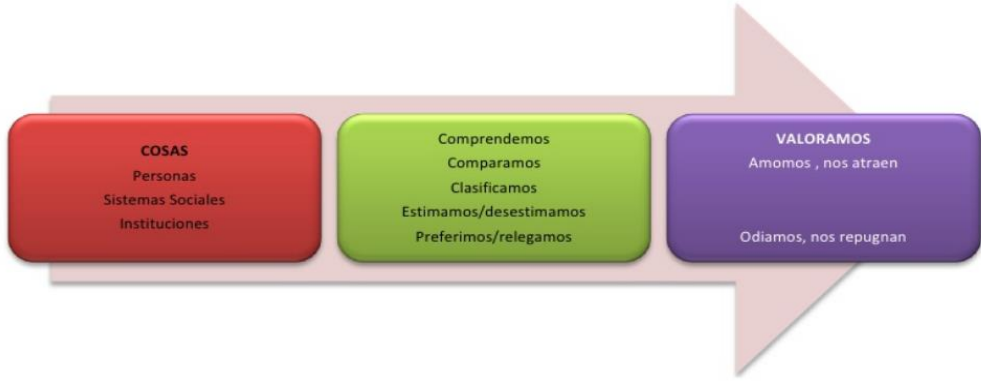 COSAS
Personas
Sistemas Sociales
Instituciones
Comprendemos
Comparamos
Clasificamos
Estimamos/desestimamos
Preferimos/relegamos
VALORAMOS
Amomos , nos atraen
Odiamos, nos repugnan